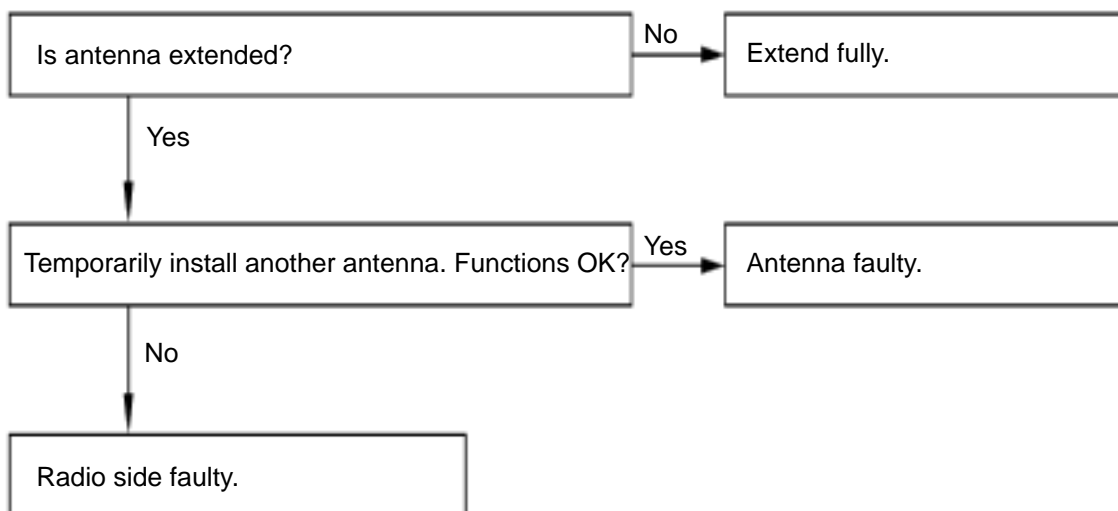 Is antenna extended?
No
Extend fully.
Yes
Temporarily install another antenna. Functions OK?
Yes
Antenna faulty.
No
Radio side faulty.